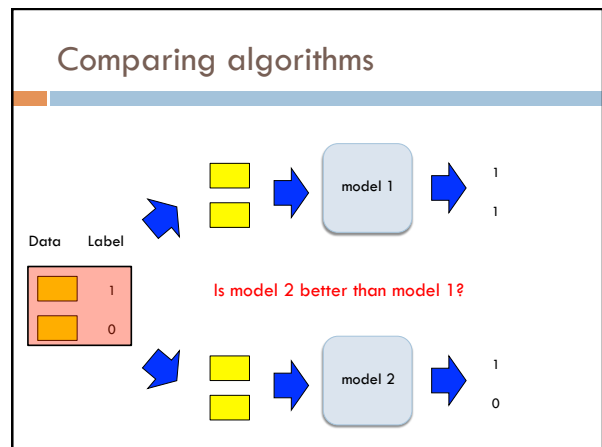 Comparing algorithms
model 1
1
1
Data Label
1
0
Is model 2 better than model 1?
model 2
1
0